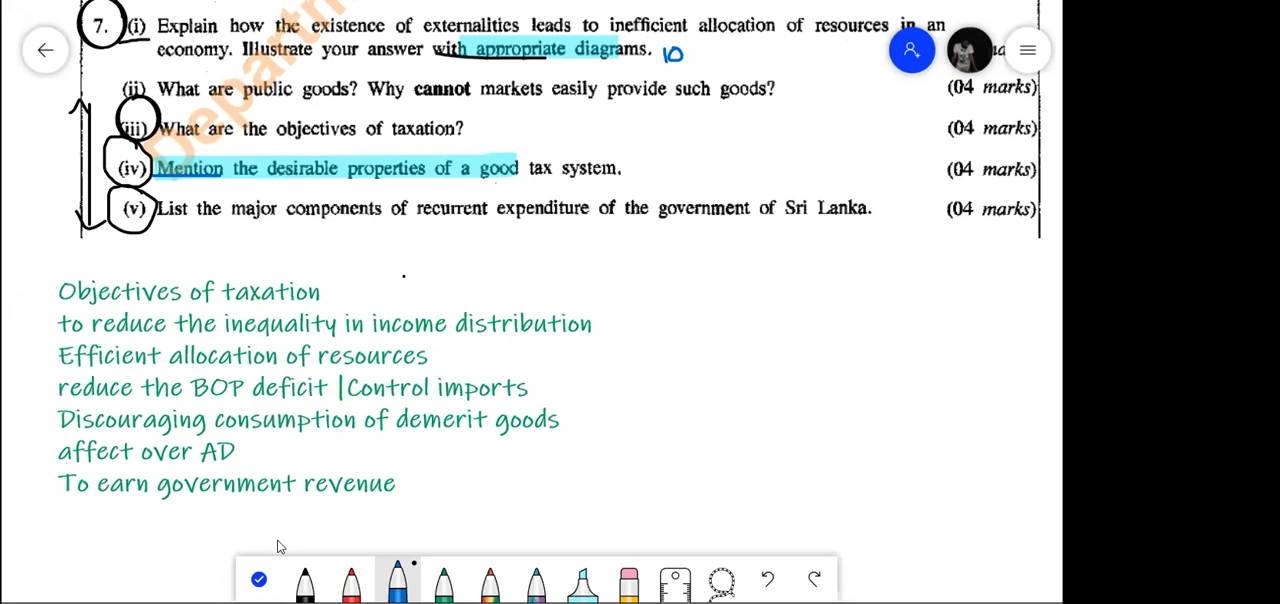 7. (i) Explain how the existence of externalities leads to inefficient allocation of resources in an
economy. Illustrate your answer with appropriate diagrams. 10
(ii) What are public goods? Why cannot markets easily provide such goods? (04 marks)
(iii) What are the objectives of taxation? (04 marks)
(iv) Mention the desirable properties of a good tax system. (04 marks)
(v) List the major components of recurrent expenditure of the government of Sri Lanka. (04 marks)
Objectives of taxation
to reduce the inequality in income distribution
Efficient allocation of resources
reduce the BOP deficit |Control imports
Discouraging consumption of demerit goods
affect over AD
To earn government revenue